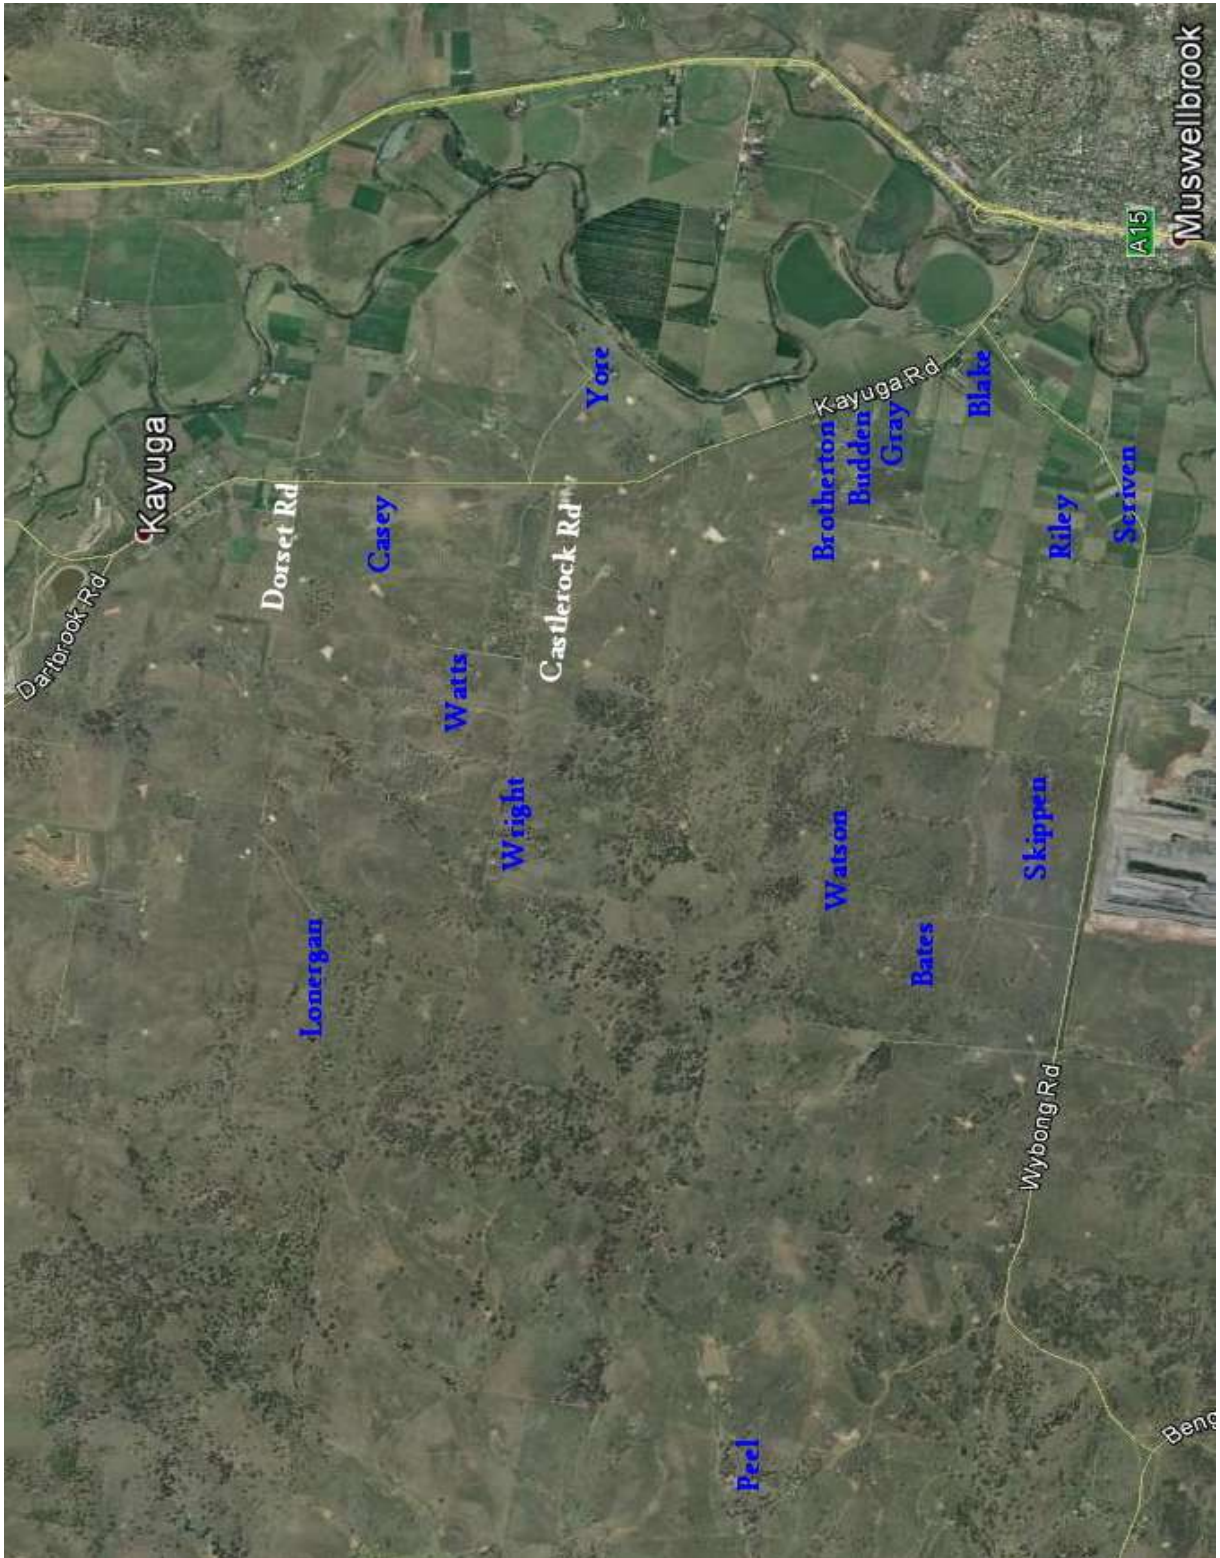 Kayuga
Dartbrook Rd
Dorset Rd
Casey
Lonergan
Watts
Wright
Castlerock Rd
Yore
Kayuga Rd
Brotherton
Budden
Gray
Blake
Watson
Bates
Riley
Scriven
Skippen
Peel
Wybong Rd
Beng
A15
Muswellbrook